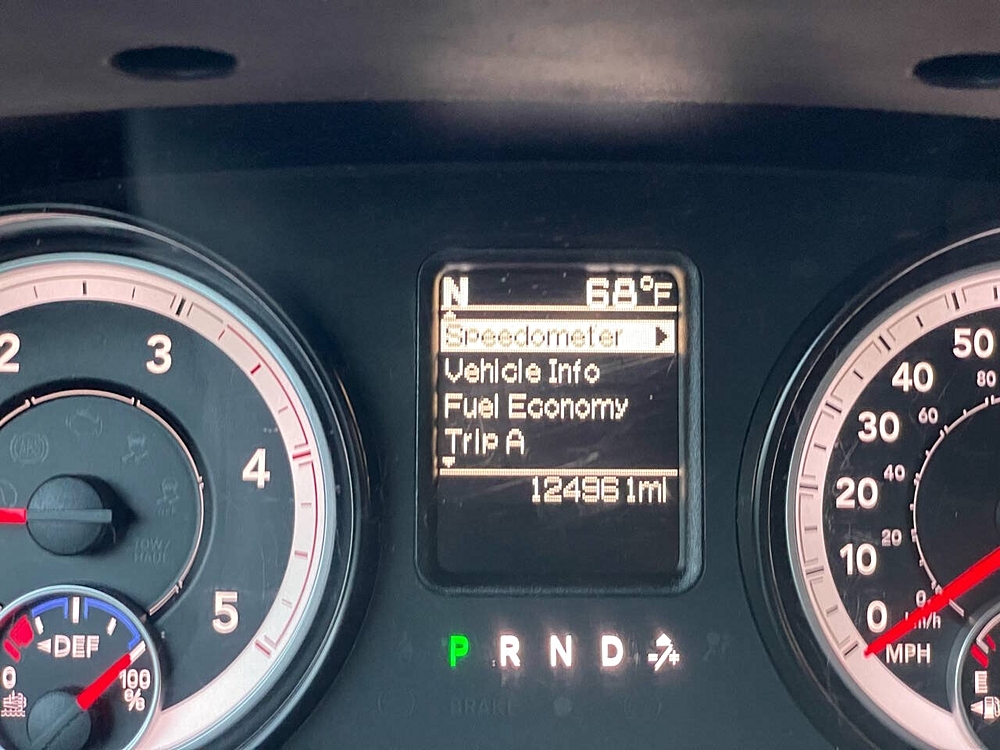 N 68°F
Speedometer
Vehicle Info
Fuel Economy
Trip A
124961mi
2
3
4
5
ABS
TOW/
HAUL
DEF
0
100
%
50
40
30
20
10
0
80
60
40
20
0
km/h
MPH
E
P R N D -/+
BRAKE